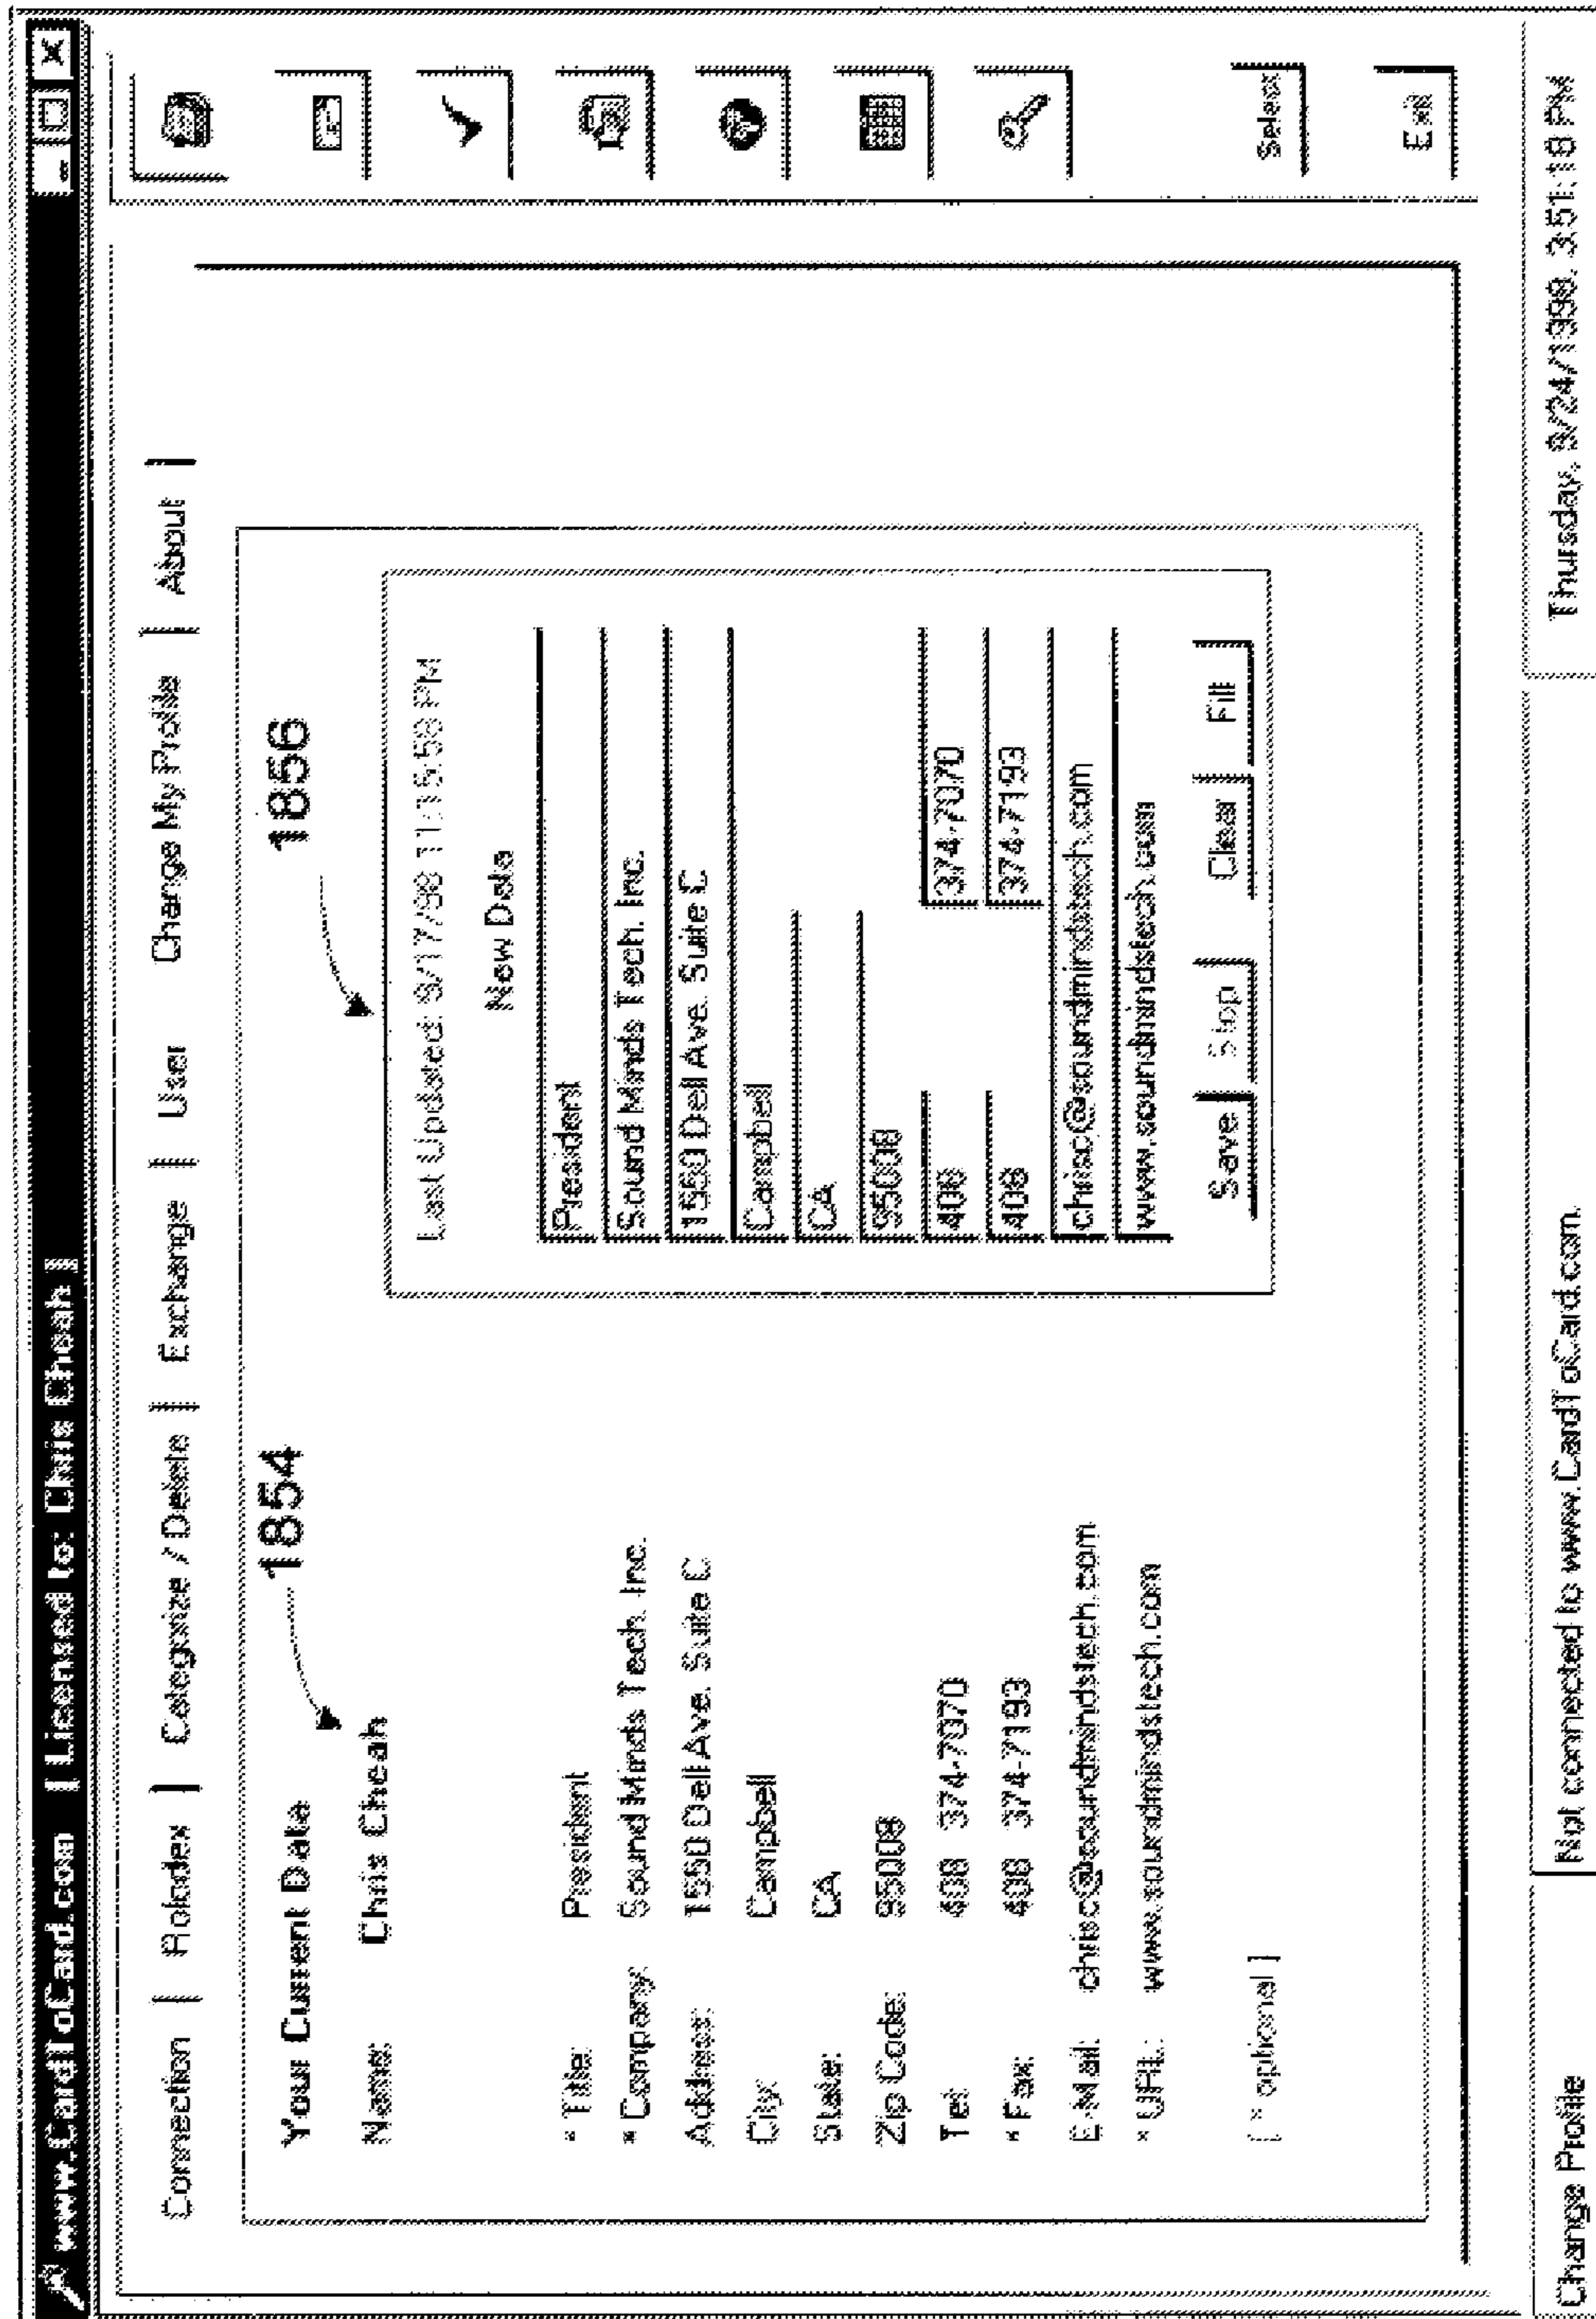 www.CardToCard.com | Licensed to: Chris Cheah |
Connection | Rolodex | Categorize / Delete | Exchange | User Change My Profile | About |
1854
1856
Your Current Data
Name: Chris Cheah
Last Updated: 9/17/98
New Data
* Title: President
President
* Company: Sound Minds Tech. Inc.
Sound Minds Tech. Inc.
Address: 1550 Dell Ave. Suite C
1550 Dell Ave. Suite C
City: Campbell
Campbell
State: CA
CA
Zip Code: 95008
95008
Tel: 408 374-7070
408 374-7070
* Fax: 408 374-7193
408 374-7193
E-Mail: chrisc@soundmindstech.com
chrisc@soundmindstech.com
* URL: www.soundmindstech.com
www.soundmindstech.com
[ * optional ]
Save Stop Clear Fill
Select
Exit
Change Profile
Not connected to www.CardToCard.com.
Thursday, 9/24/1998, 3:51:18 PM